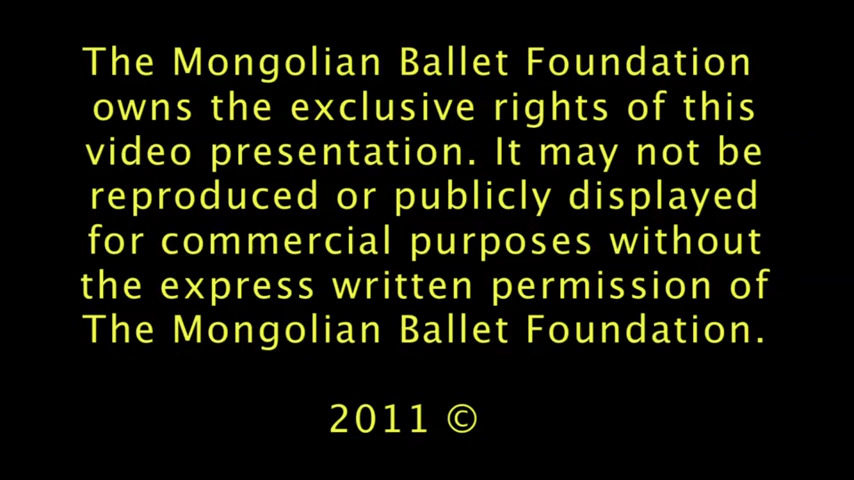 The Mongolian Ballet Foundation
owns the exclusive rights of this
video presentation. It may not be
reproduced or publicly displayed
for commercial purposes without
the express written permission of
The Mongolian Ballet Foundation.
2011 ©